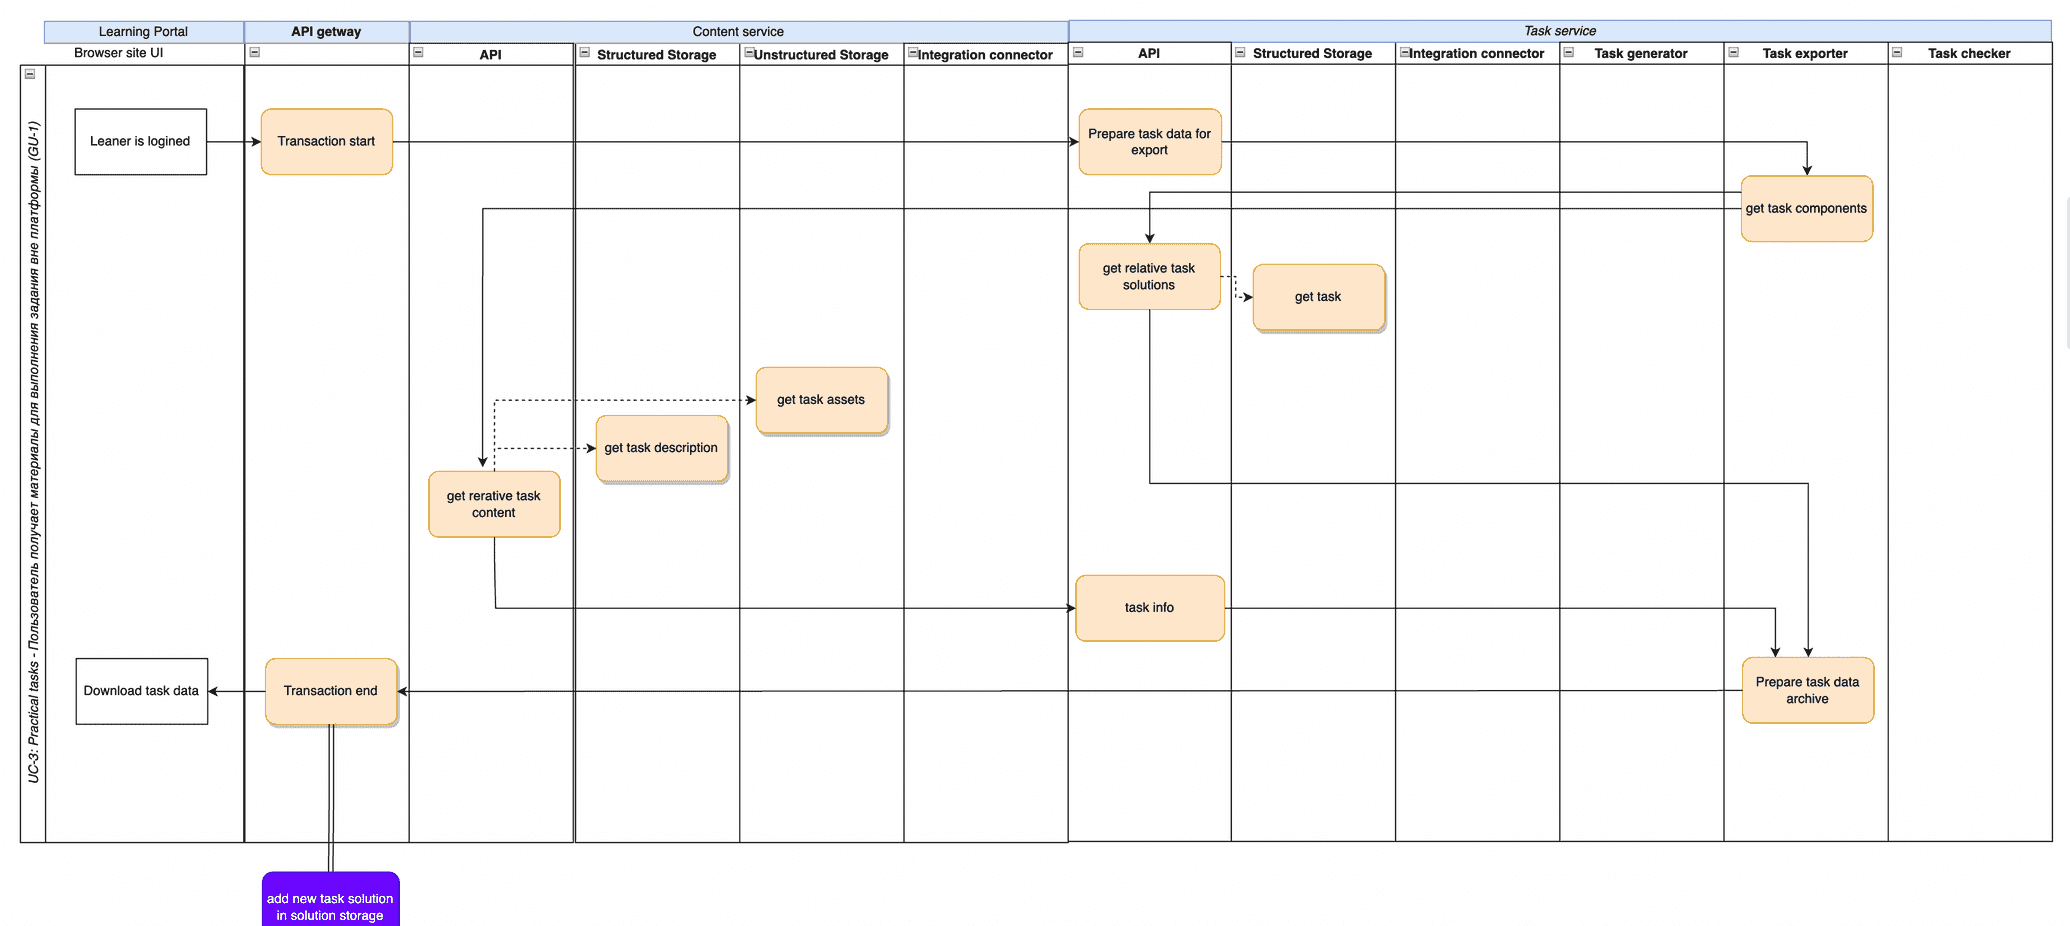 Learning Portal
API getway
Content service
Task service
Browser site UI
API
Structured Storage
Unstructured Storage
Integration connector
API
Structured Storage
Integration connector
Task generator
Task exporter
Task checker
UC-3: Practical tasks - Пользователь получает материалы для выполнения задания вне платформы (GU-1)
Leaner is logined
Transaction start
Prepare task data for
export
get task components
get relative task
solutions
get task
get task assets
get task description
get rerative task
content
task info
Download task data
Transaction end
Prepare task data
archive
add new task solution
in solution storage